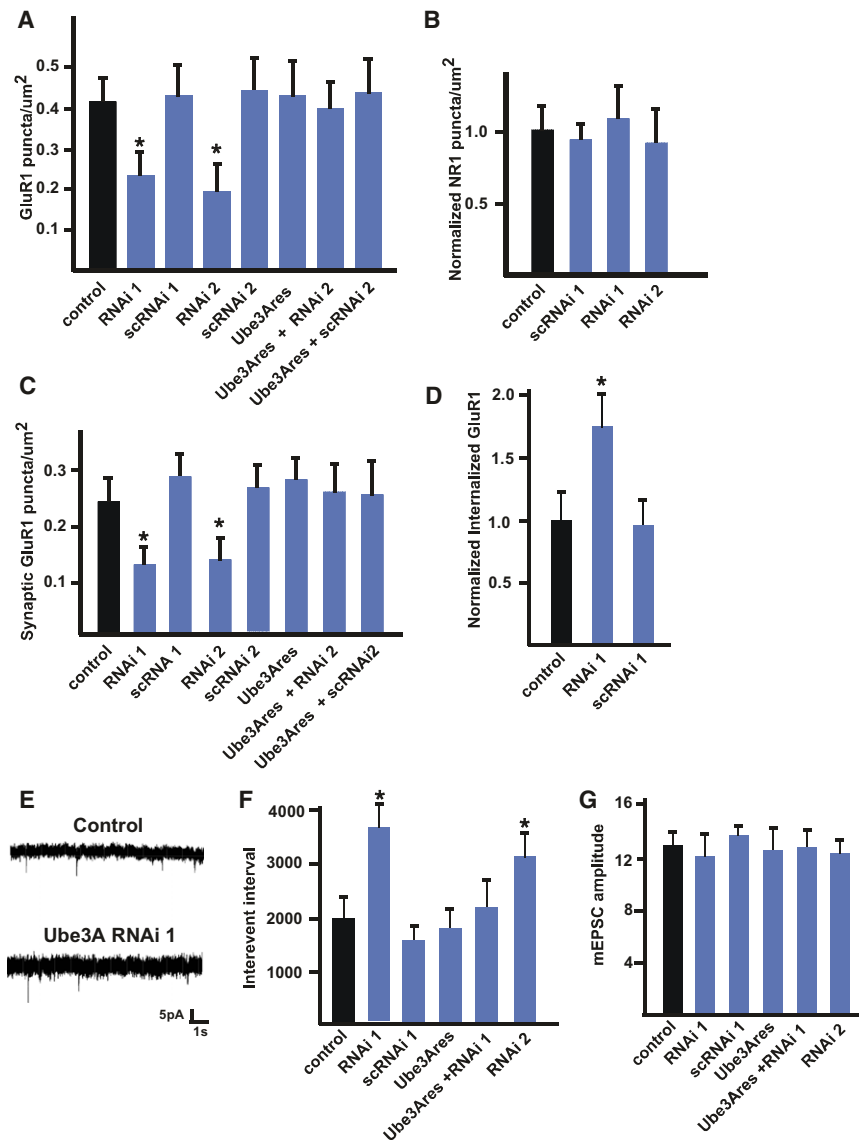 A
GluR1 puncta/um2
0.5
0.4
0.3
0.2
0.1
*
*
control
RNAi 1
scRNAi 1
RNAi 2
scRNAi 2
Ube3Ares
Ube3Ares + RNAi 2
Ube3Ares + scRNAi 2
B
Normalized NR1 puncta/um2
1.0
0.5
control
scRNAi 1
RNAi 1
RNAi 2
C
Synaptic GluR1 puncta/um2
0.3
0.2
0.1
*
*
control
RNAi 1
scRNA 1
RNAi 2
scRNAi 2
Ube3Ares
Ube3Ares + RNAi 2
Ube3Ares + scRNAi2
D
Normalized Internalized GluR1
2.0
1.5
1.0
0.5
*
control
RNAi 1
scRNAi 1
E
Control
Ube3A RNAi 1
5pA
1s
F
Interevent interval
4000
3000
2000
1000
*
*
control
RNAi 1
scRNAi 1
Ube3Ares
Ube3Ares +RNAi 1
RNAi 2
G
mEPSC amplitude
16
12
8
4
control
RNAi 1
scRNAi 1
Ube3Ares
Ube3Ares +RNAi 1
RNAi 2